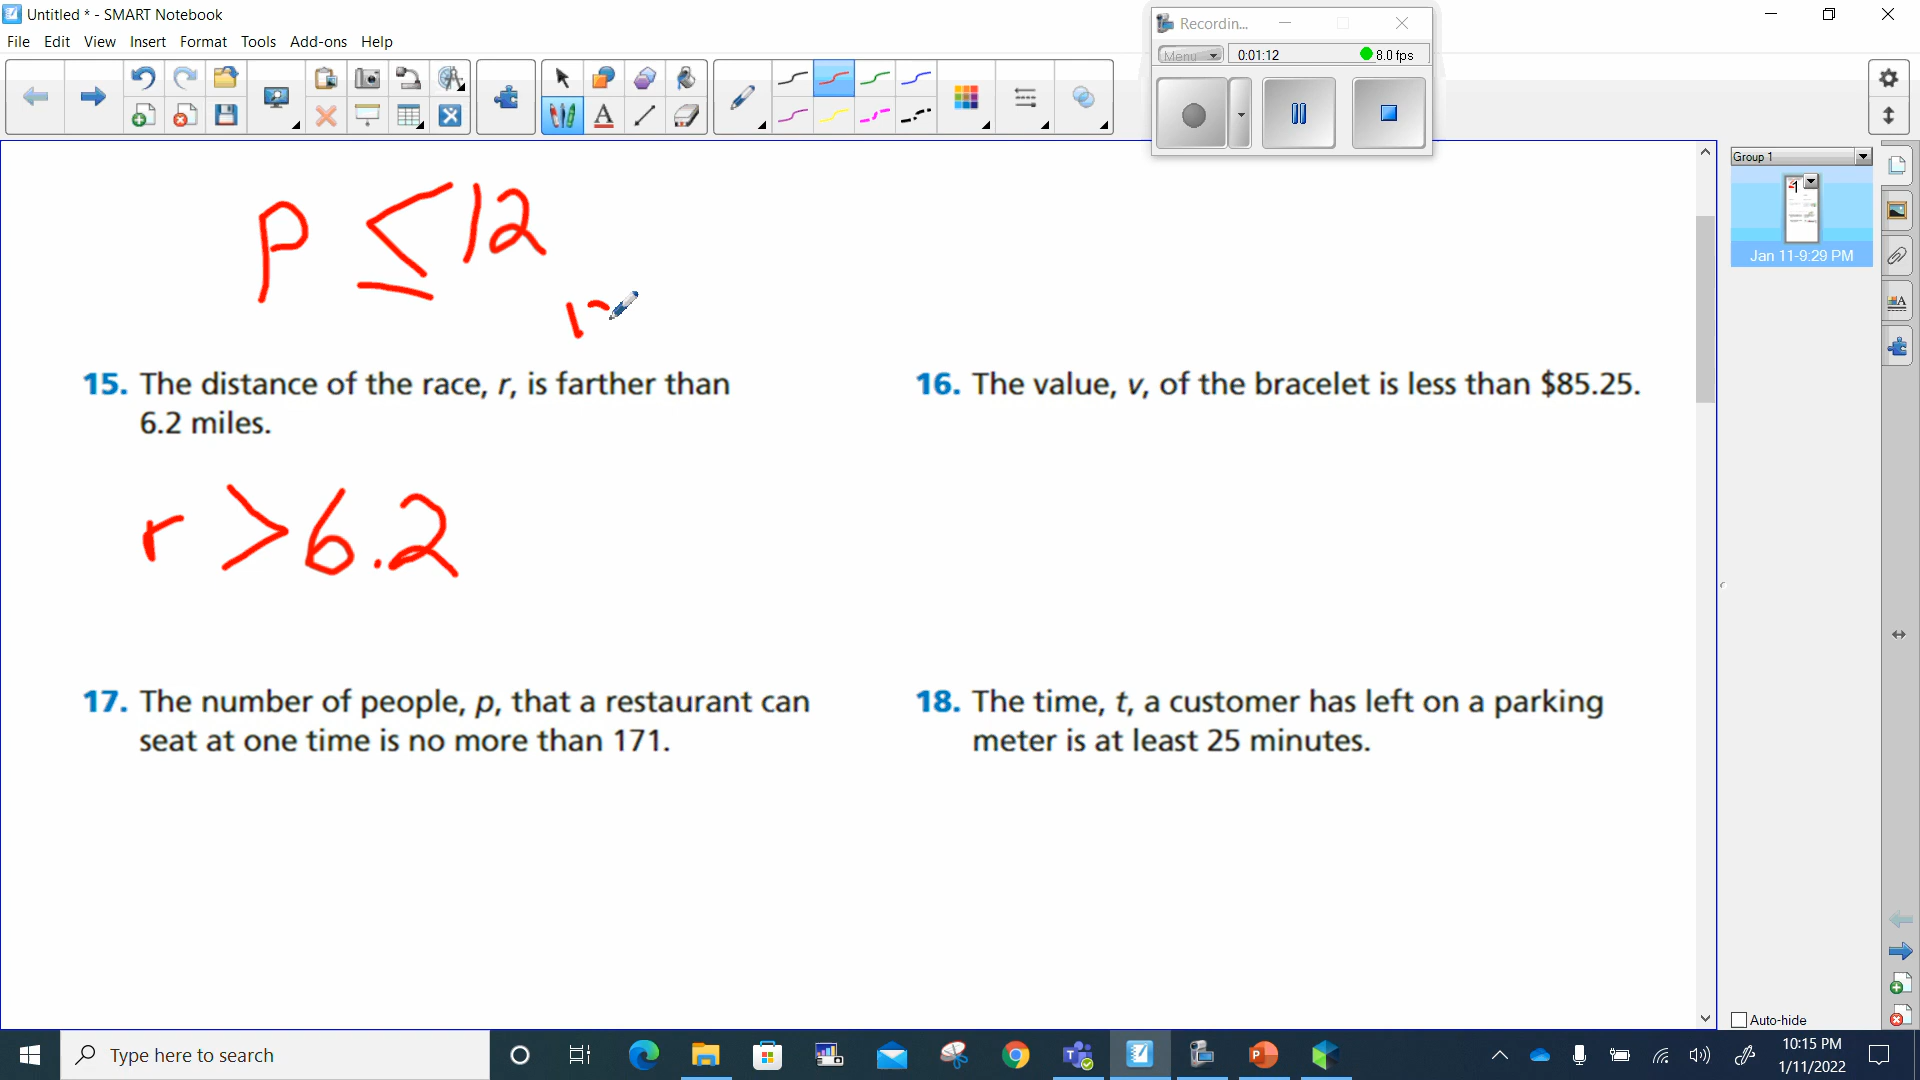 Untitled * - SMART Notebook
File Edit View Insert Format Tools Add-ons Help
Recordin...
Menu 0:01:12 8.0 fps
Group 1
1
Jan 11-9:29 PM
P ≤ 12
15. The distance of the race, r, is farther than
6.2 miles.
16. The value, v, of the bracelet is less than $85.25.
r > 6.2
17. The number of people, p, that a restaurant can
seat at one time is no more than 171.
18. The time, t, a customer has left on a parking
meter is at least 25 minutes.
Auto-hide
Type here to search
10:15 PM
1/11/2022